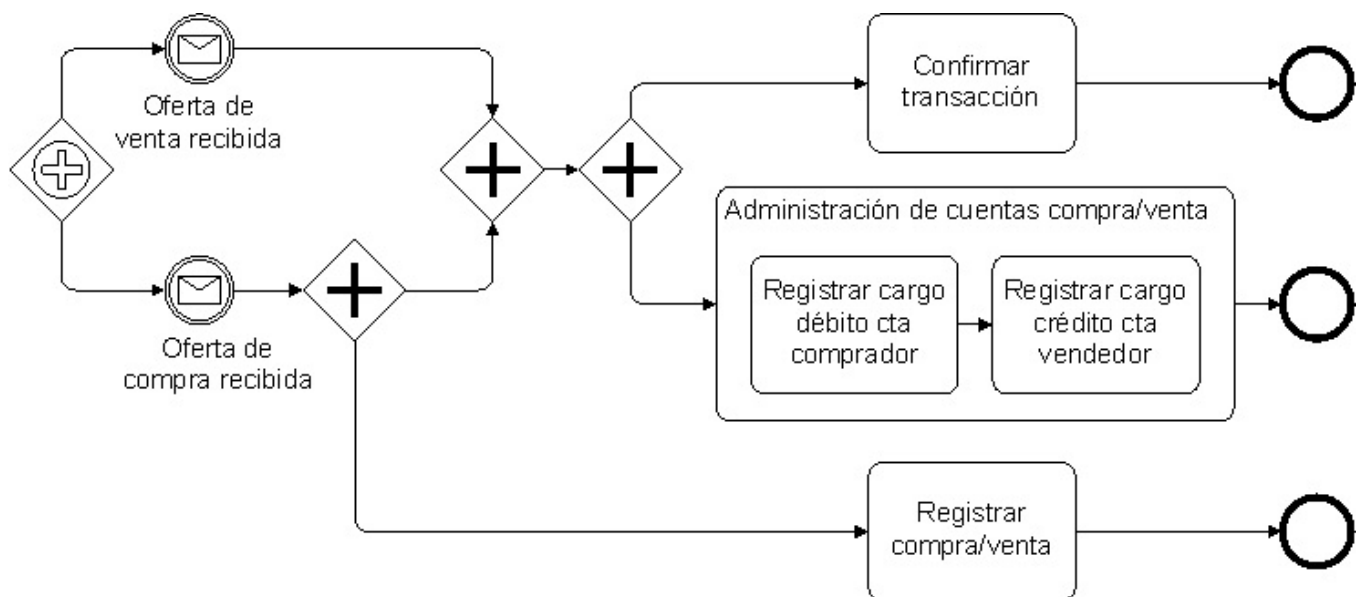 Oferta de
venta recibida
Confirmar
transacción
Administración de cuentas compra/venta
Registrar cargo
débito cta
comprador
Registrar cargo
crédito cta
vendedor
Oferta de
compra recibida
Registrar
compra/venta